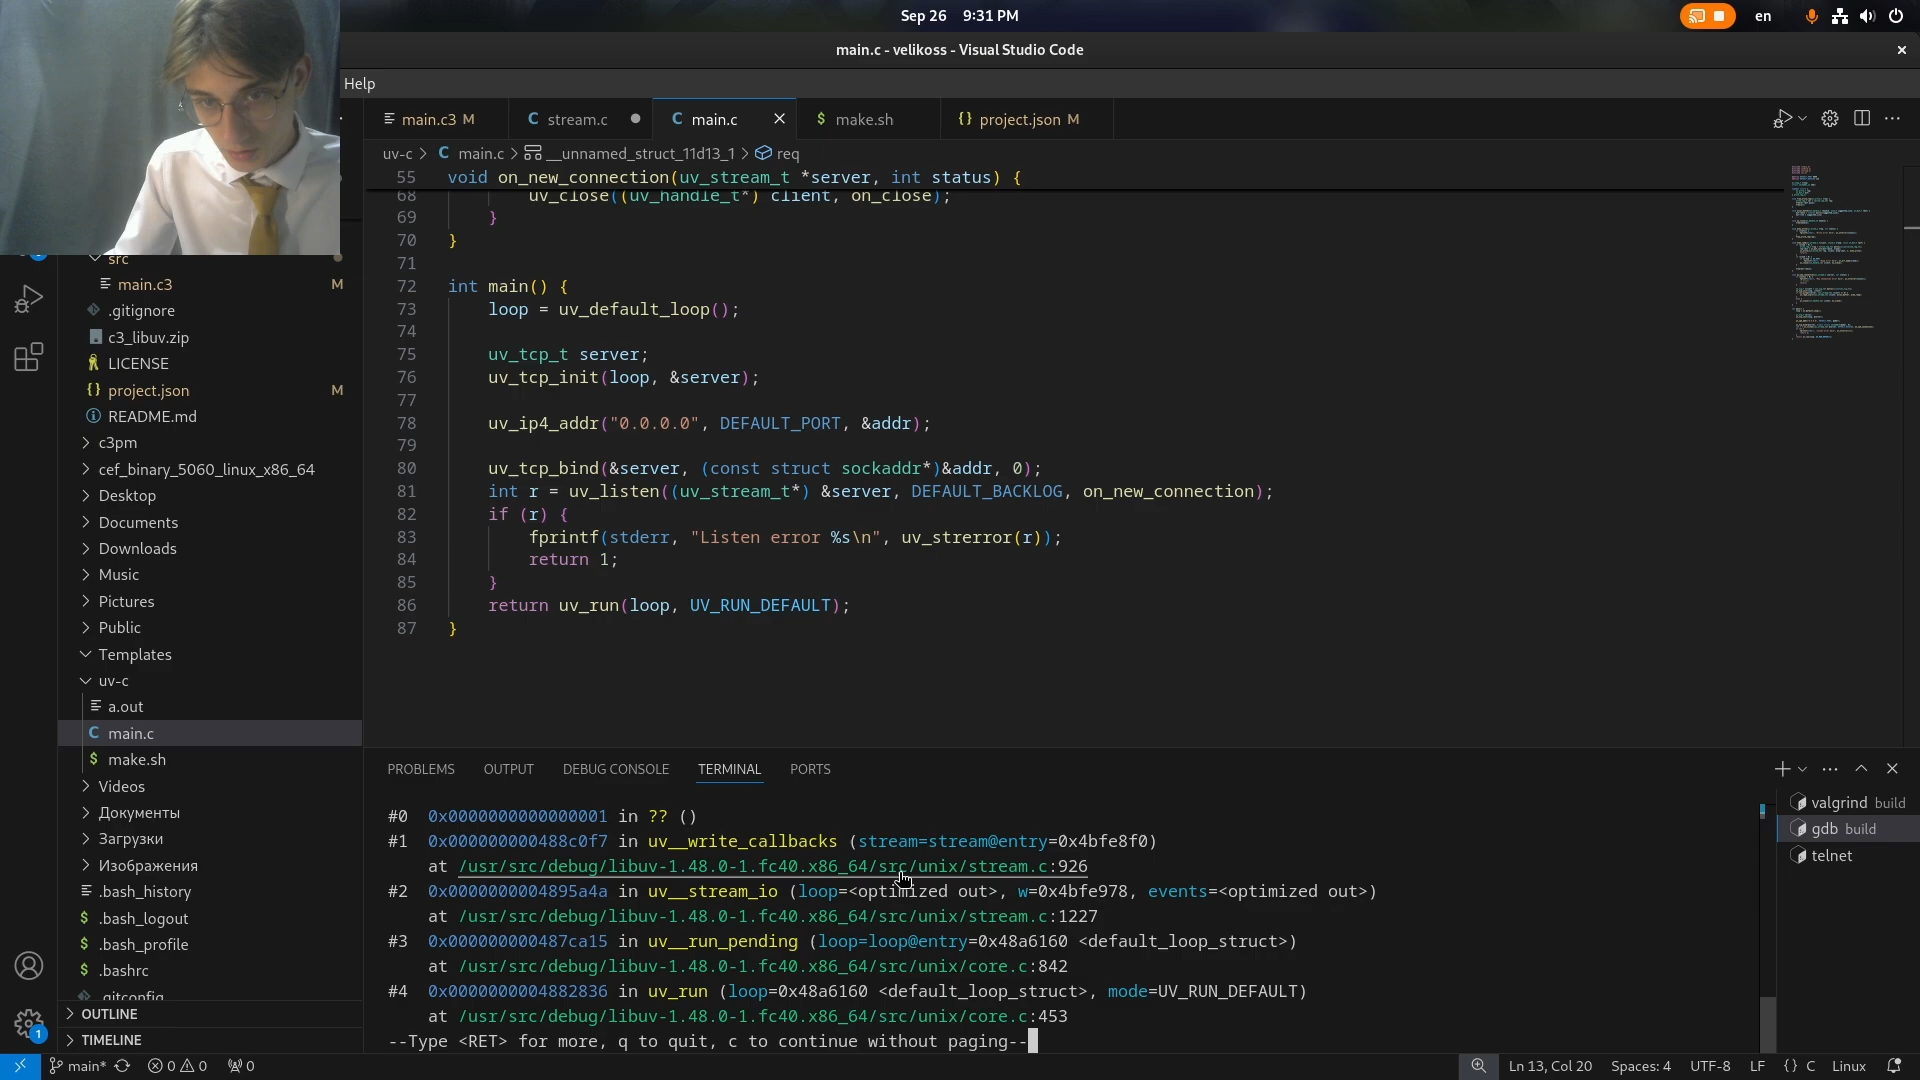 Sep 26 9:31 PM
en
main.c - velikoss - Visual Studio Code
Help
main.c3 M
stream.c
main.c
make.sh
project.json M
uv-c > main.c > __unnamed_struct_11d13_1 > req
55 void on_new_connection(uv_stream_t *server, int status) {
68 uv_close((uv_handle_t*) client, on_close);
69 }
70 }
71
72 int main() {
73 loop = uv_default_loop();
74
75 uv_tcp_t server;
76 uv_tcp_init(loop, &server);
77
78 uv_ip4_addr("0.0.0.0", DEFAULT_PORT, &addr);
79
80 uv_tcp_bind(&server, (const struct sockaddr*)&addr, 0);
81 int r = uv_listen((uv_stream_t*) &server, DEFAULT_BACKLOG, on_new_connection);
82 if (r) {
83 fprintf(stderr, "Listen error %s\n", uv_strerror(r));
84 return 1;
85 }
86 return uv_run(loop, UV_RUN_DEFAULT);
87 }
src
main.c3 M
.gitignore
c3_libuv.zip
LICENSE
project.json M
README.md
c3pm
cef_binary_5060_linux_x86_64
Desktop
Documents
Downloads
Music
Pictures
Public
Templates
uv-c
a.out
main.c
make.sh
Videos
Документы
Загрузки
Изображения
.bash_history
.bash_logout
.bash_profile
.bashrc
.gitconfig
OUTLINE
TIMELINE
1
PROBLEMS OUTPUT DEBUG CONSOLE TERMINAL PORTS
#0 0x0000000000000001 in ?? ()
#1 0x000000000488c0f7 in uv__write_callbacks (stream=stream@entry=0x4bfe8f0)
at /usr/src/debug/libuv-1.48.0-1.fc40.x86_64/src/unix/stream.c:926
#2 0x0000000004895a4a in uv__stream_io (loop=<optimized out>, w=0x4bfe978, events=<optimized out>)
at /usr/src/debug/libuv-1.48.0-1.fc40.x86_64/src/unix/stream.c:1227
#3 0x000000000487ca15 in uv__run_pending (loop=loop@entry=0x48a6160 <default_loop_struct>)
at /usr/src/debug/libuv-1.48.0-1.fc40.x86_64/src/unix/core.c:842
#4 0x0000000004882836 in uv_run (loop=0x48a6160 <default_loop_struct>, mode=UV_RUN_DEFAULT)
at /usr/src/debug/libuv-1.48.0-1.fc40.x86_64/src/unix/core.c:453
--Type <RET> for more, q to quit, c to continue without paging--
valgrind build
gdb build
telnet
main* 0 0 0
Ln 13, Col 20 Spaces: 4 UTF-8 LF {} C Linux